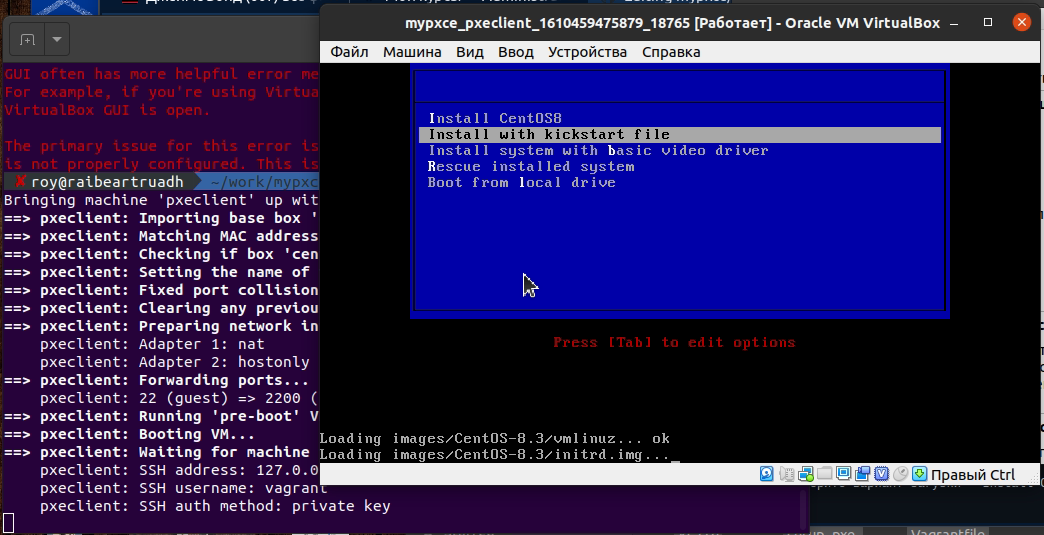 mypxce_pxeclient_1610459475879_18765 [Работает] - Oracle VM VirtualBox
Файл Машина Вид Ввод Устройства Справка
GUI often has more helpful error me
For example, if you're using Virtua
VirtualBox GUI is open.
The primary issue for this error is
is not properly configured. This is
✘ roy@raibeartruadh ~/work/mypxc
Bringing machine 'pxeclient' up wit
==> pxeclient: Importing base box '
==> pxeclient: Matching MAC address
==> pxeclient: Checking if box 'cen
==> pxeclient: Setting the name of
==> pxeclient: Fixed port collision
==> pxeclient: Clearing any previou
==> pxeclient: Preparing network in
pxeclient: Adapter 1: nat
pxeclient: Adapter 2: hostonly
==> pxeclient: Forwarding ports...
pxeclient: 22 (guest) => 2200 (
==> pxeclient: Running 'pre-boot' V
==> pxeclient: Booting VM...
==> pxeclient: Waiting for machine
pxeclient: SSH address: 127.0.0
pxeclient: SSH username: vagrant
pxeclient: SSH auth method: private key
Install CentOS8
Install with kickstart file
Install system with basic video driver
Rescue installed system
Boot from local drive
Press [Tab] to edit options
Loading images/CentOS-8.3/vmlinuz... ok
Loading images/CentOS-8.3/initrd.img..._
Правый Ctrl
Vagrantfile